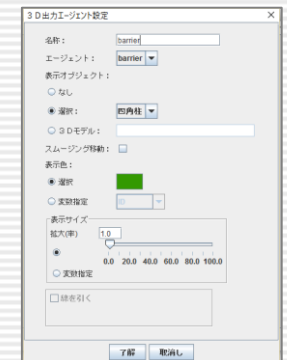 ３Ｄ出力エージェント設定
名称： barrier
エージェント： barrier
表示オブジェクト：
なし
選択： 四角柱
３Ｄモデル：
スムージング移動：
表示色：
選択
変数指定
表示サイズ
拡大(率) 1.0
0.0 20.0 40.0 60.0 80.0 100.0
変数指定
線を引く
了解 取消し